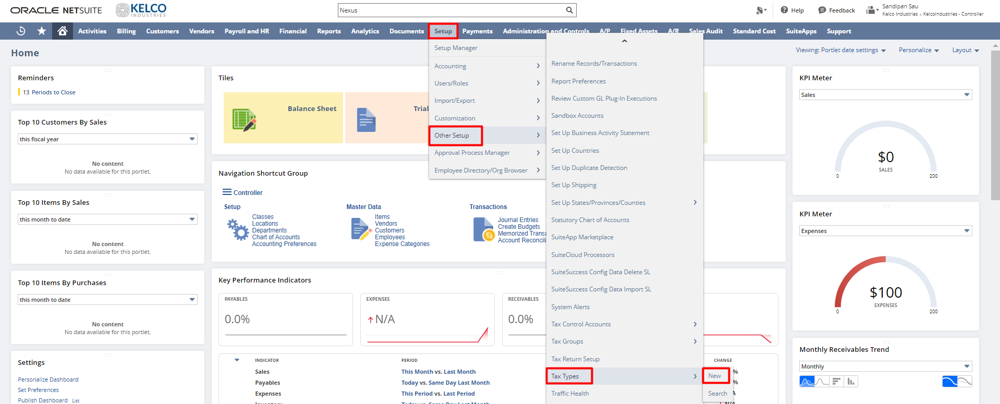 ORACLE NETSUITE
KELCO
INDUSTRIES
Nexus
Help
Feedback
Sandipan Sau
Kelco Industries - KelcoIndustries - Controller
Activities Billing Customers Vendors Payroll and HR Financial Reports Analytics Documents Setup Payments Administration and Controls A/P Fixed Assets A/R Sales Audit Standard Cost SuiteApps Support
Home
Viewing: Portlet date settings Personalize Layout
Reminders
13 Periods to Close
Top 10 Customers By Sales
this fiscal year
No content
No data available for this portlet.
Top 10 Items By Sales
this month to date
No content
No data available for this portlet.
Top 10 Items By Purchases
this month to date
No content
No data available for this portlet.
Settings
Personalize Dashboard
Set Preferences
Publish Dashboard List
Tiles
Balance Sheet
Trial
Navigation Shortcut Group
Controller
Setup
Classes
Locations
Departments
Chart of Accounts
Accounting Preferences
Master Data
Items
Vendors
Customers
Employees
Expense Categories
Transactions
Journal Entries
Create Budgets
Memorized Transa
Account Reconcili
Key Performance Indicators
PAYABLES
0.0%
EXPENSES
N/A
RECEIVABLES
0.0%
INDICATOR PERIOD CHANGE
Sales This Month vs. Last Month %
Payables Today vs. Same Day Last Month %
Expenses This Period vs. Last Period
Today vs. Same Day Last Month N/A
Setup Manager
Accounting
Users/Roles
Import/Export
Customization
Other Setup
Approval Process Manager
Employee Directory/Org Browser
Rename Records/Transactions
Report Preferences
Review Custom GL Plug-In Executions
Sandbox Accounts
Set Up Business Activity Statement
Set Up Countries
Set Up Duplicate Detection
Set Up Shipping
Set Up States/Provinces/Counties
Statutory Chart of Accounts
SuiteApp Marketplace
SuiteCloud Processors
SuiteSuccess Config Data Delete SL
SuiteSuccess Config Data Import SL
System Alerts
Tax Control Accounts
Tax Groups
Tax Return Setup
Tax Types
Traffic Health
New
Search
KPI Meter
Sales
$0
SALES
0 200
KPI Meter
Expenses
$100
EXPENSES
0 200
Monthly Receivables Trend
Monthly